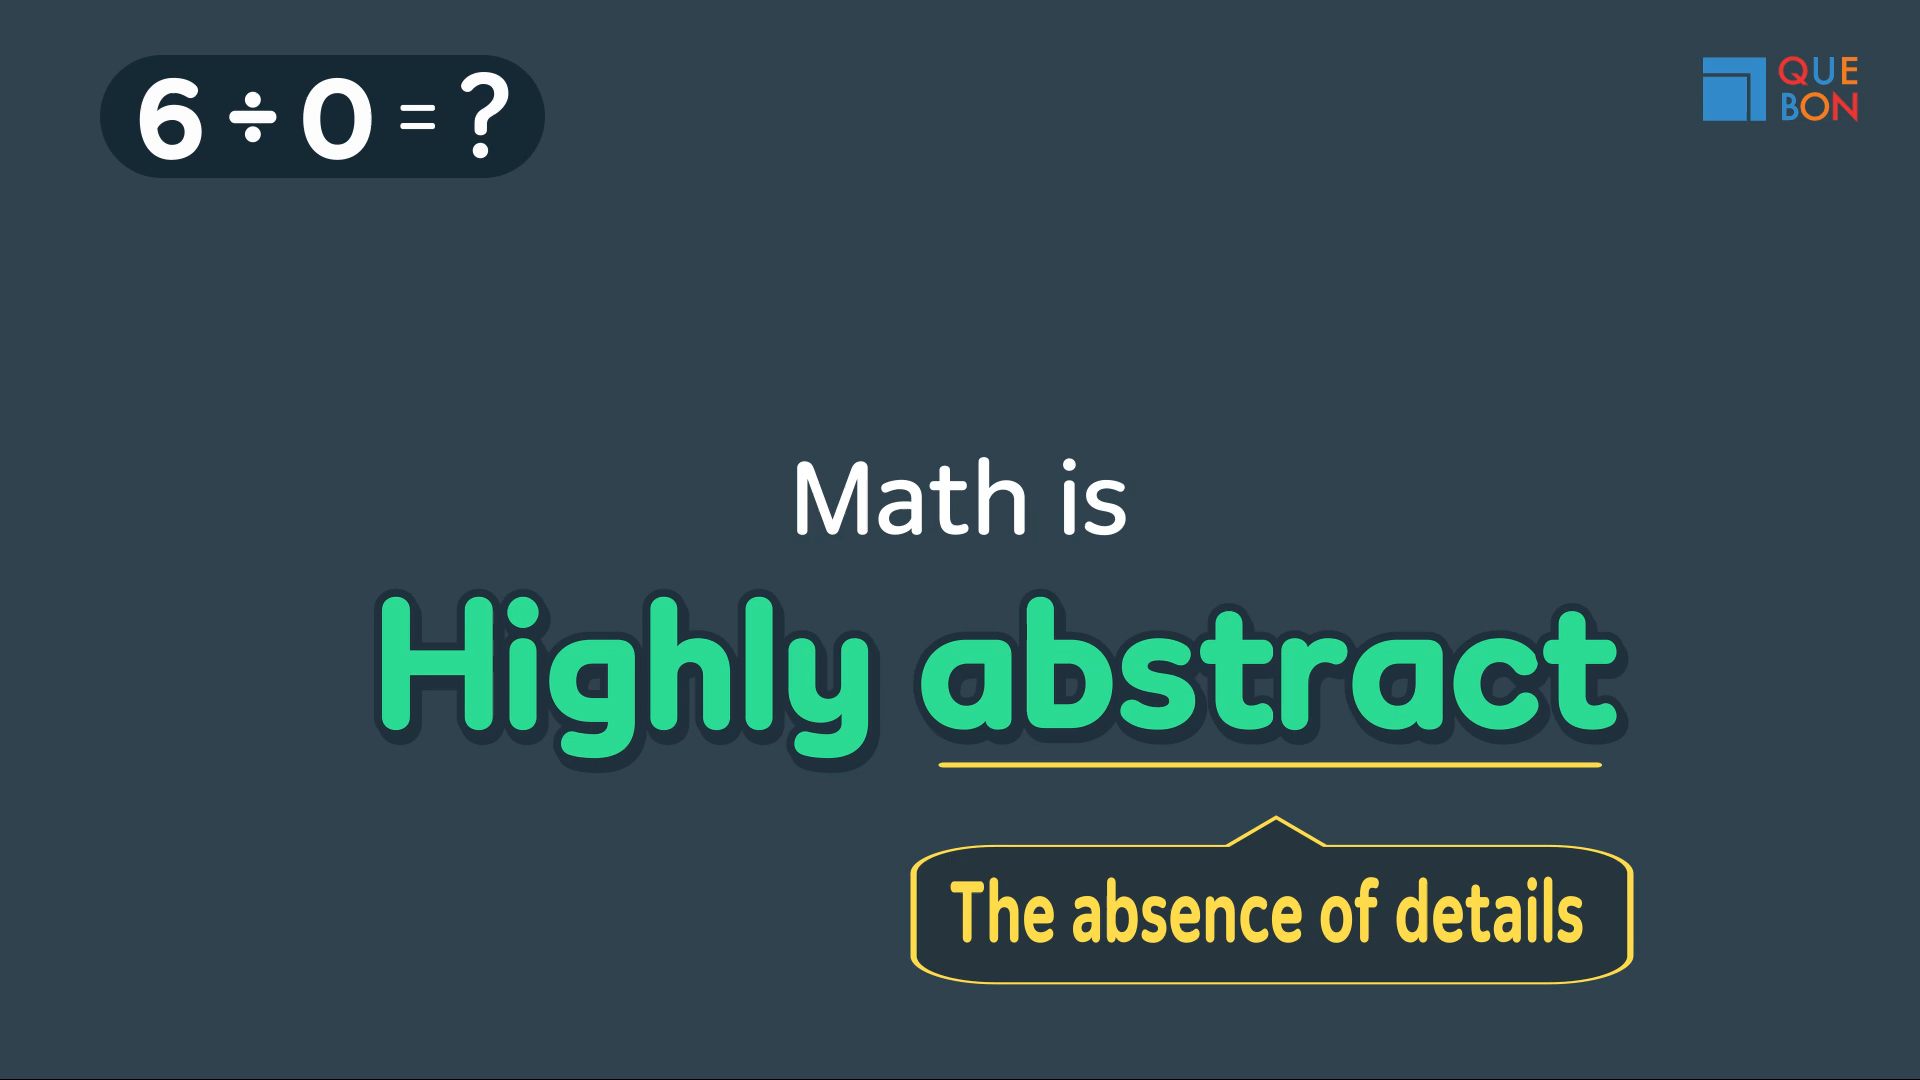 6 ÷ 0 = ?
QUE
BON
Math is
Highly abstract
The absence of details